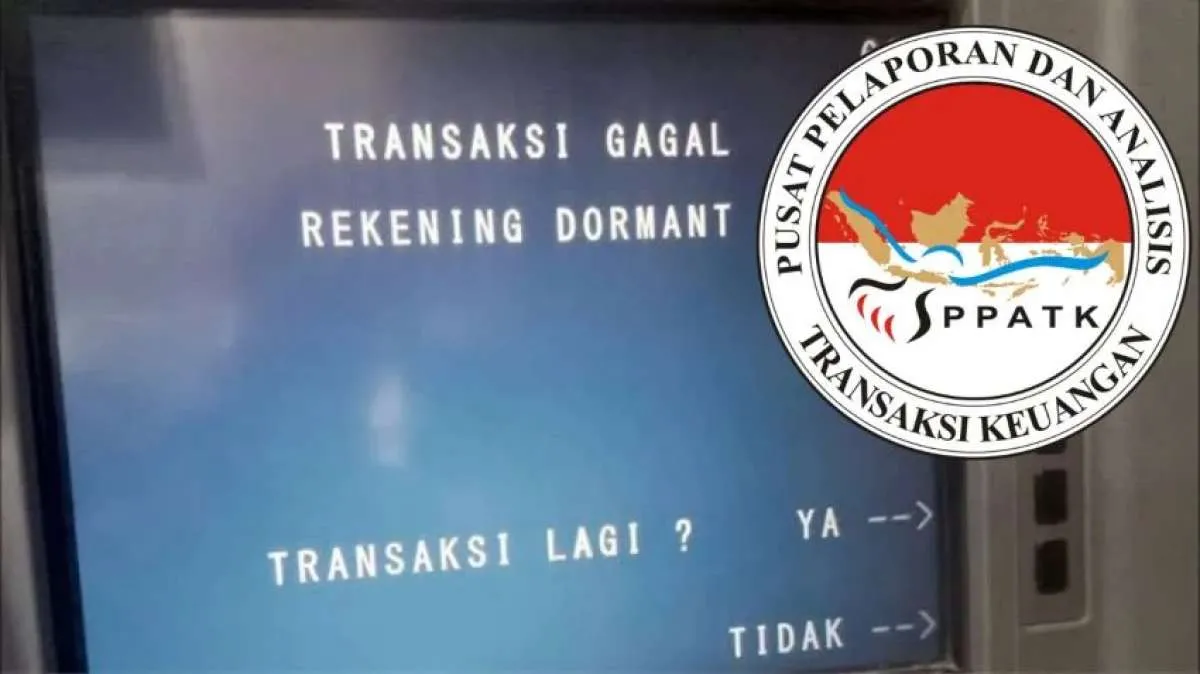 TRANSAKSI GAGAL
REKENING DORMANT
TRANSAKSI LAGI ? YA -->
TIDAK -->
PUSAT PELAPORAN DAN ANALISIS
TRANSAKSI KEUANGAN
PPATK